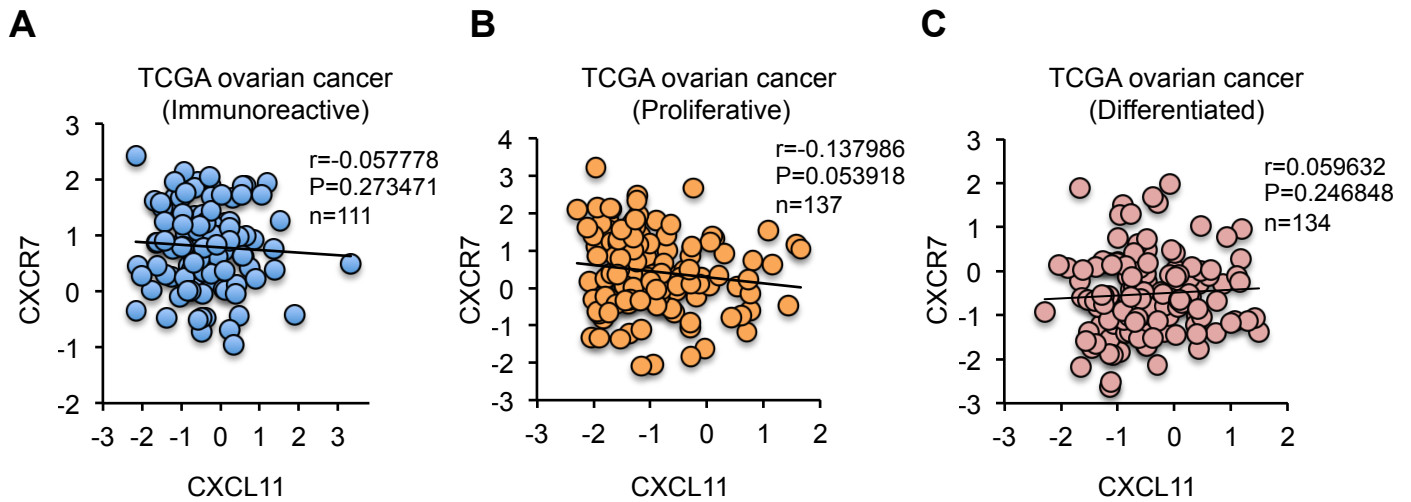 A
TCGA ovarian cancer
(Immunoreactive)
r=-0.057778
P=0.273471
n=111
CXCR7
3
2
1
0
-1
-2
-3 -2 -1 0 1 2 3
CXCL11
B
TCGA ovarian cancer
(Proliferative)
r=-0.137986
P=0.053918
n=137
CXCR7
4
3
2
1
0
-1
-2
-3
-3 -2 -1 0 1 2
CXCL11
C
TCGA ovarian cancer
(Differentiated)
r=0.059632
P=0.246848
n=134
CXCR7
3
2
1
0
-1
-2
-3
-3 -2 -1 0 1 2
CXCL11